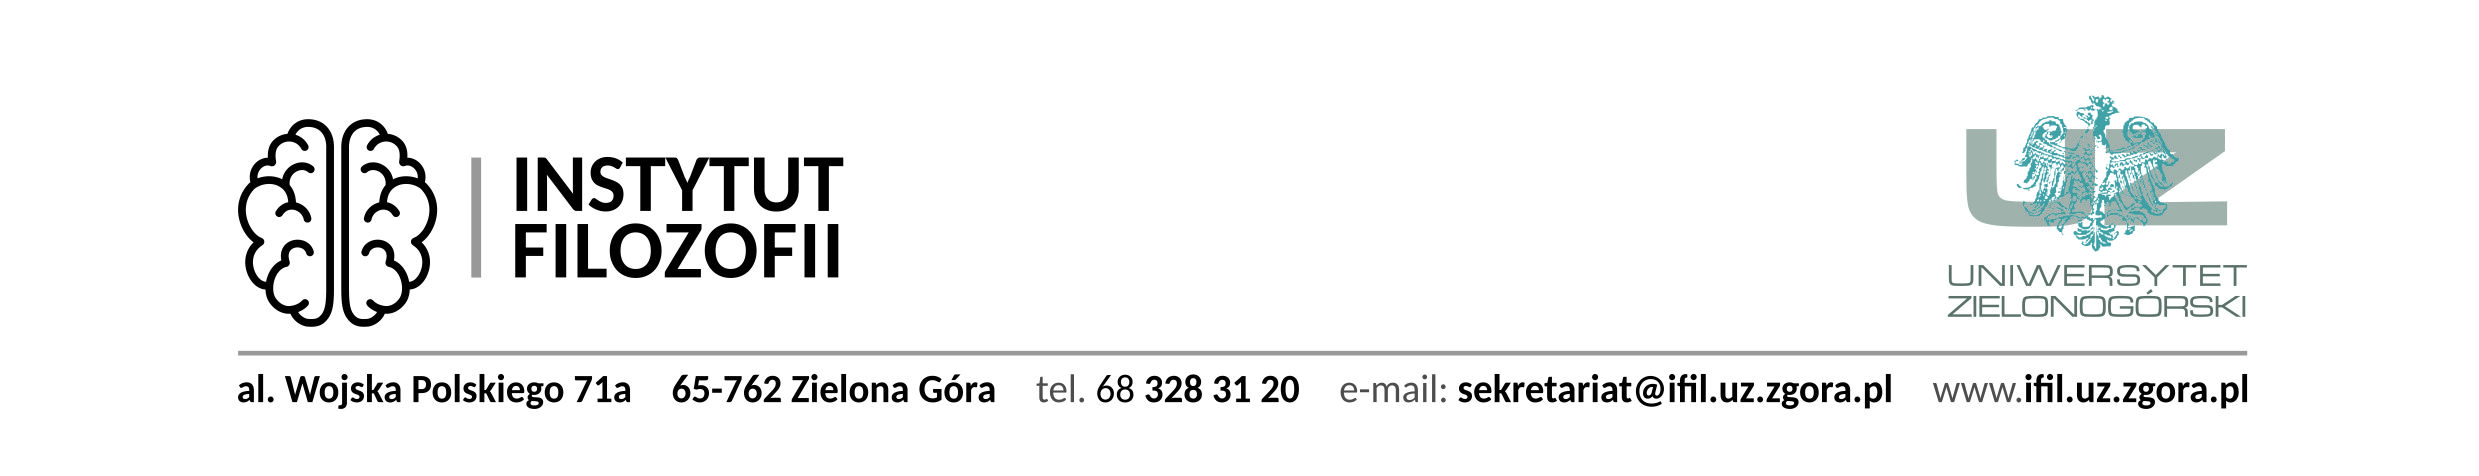 INSTYTUT
FILOZOFII
UZ
UNIWERSYTET
ZIELONOGÓRSKI
al. Wojska Polskiego 71a 65-762 Zielona Góra tel. 68 328 31 20 e-mail: sekretariat@ifil.uz.zgora.pl www.ifil.uz.zgora.pl